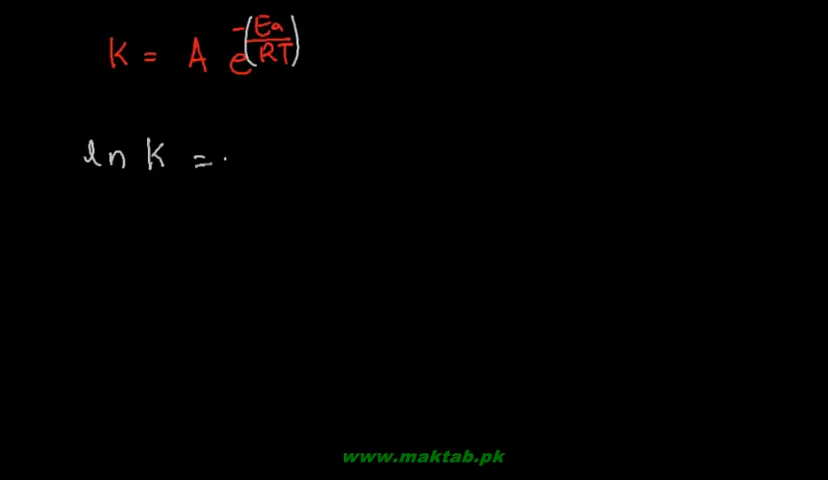 K = A e^-(Ea/RT)
ln K =
www.maktab.pk